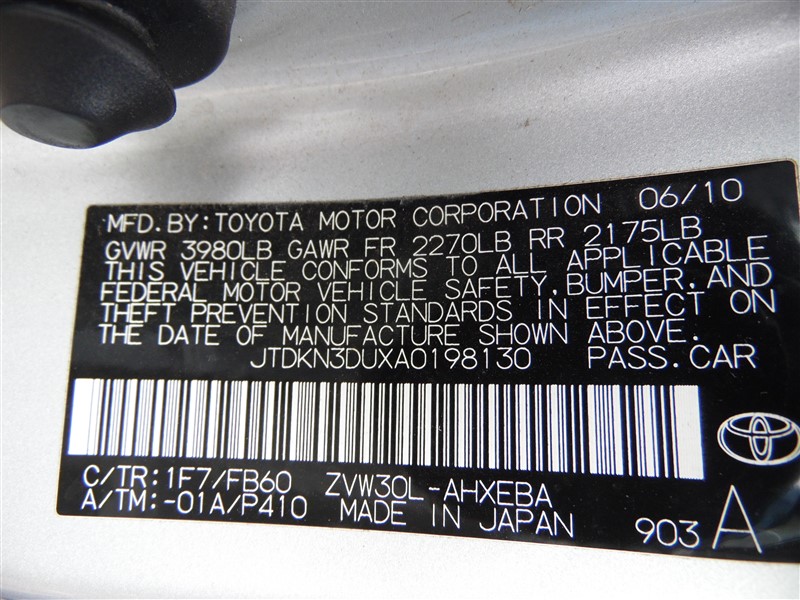 MFD. BY: TOYOTA MOTOR CORPORATION 06/10
GVWR 3980LB GAWR FR 2270LB RR 2175LB
THIS VEHICLE CONFORMS TO ALL APPLICABLE
FEDERAL MOTOR VEHICLE SAFETY, BUMPER, AND
THEFT PREVENTION STANDARDS IN EFFECT ON
THE DATE OF MANUFACTURE SHOWN ABOVE.
JTDKN3DUXA0198130 PASS. CAR
C/TR: 1F7/FB60 ZVW30L-AHXEBA
A/TM: -01A/P410 MADE IN JAPAN 903 A